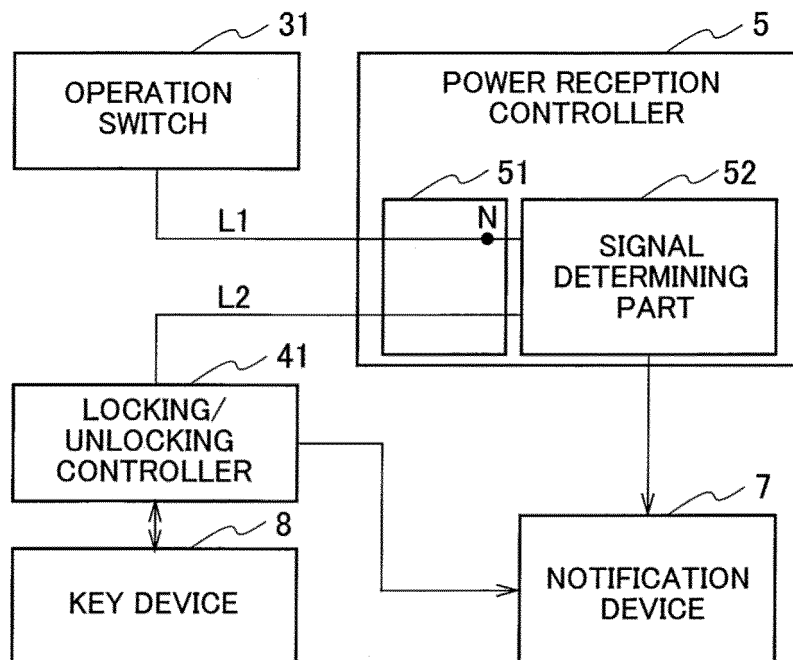 31
OPERATION
SWITCH
5
POWER RECEPTION
CONTROLLER
51
52
L1
N
SIGNAL
DETERMINING
PART
L2
41
LOCKING/
UNLOCKING
CONTROLLER
7
8
KEY DEVICE
NOTIFICATION
DEVICE